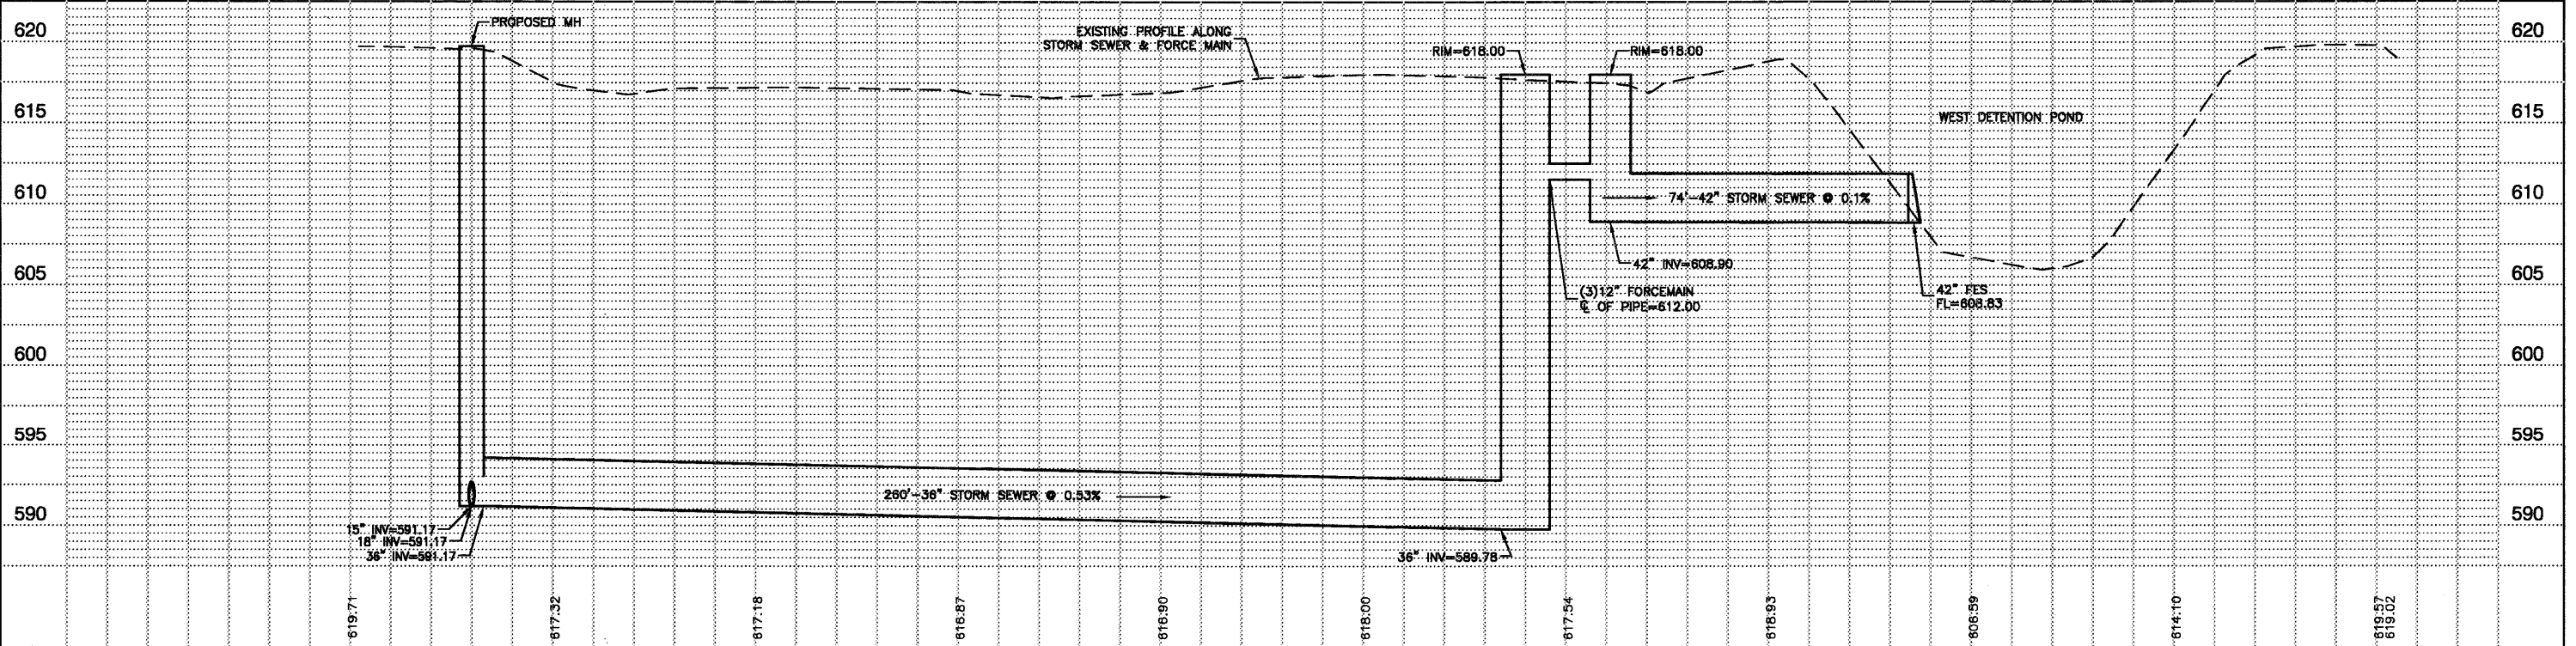 PROPOSED MH
EXISTING PROFILE ALONG
STORM SEWER & FORCE MAIN
RIM=618.00
RIM=618.00
620
620
615
615
WEST DETENTION POND
610
610
74'-42" STORM SEWER @ 0.1%
605
605
42" INV=608.90
(3)12" FORCEMAIN
℄ OF PIPE=612.00
42" FES
FL=608.83
600
600
595
595
260'-36" STORM SEWER @ 0.53%
590
590
15" INV=591.17
18" INV=591.17
36" INV=591.17
36" INV=589.78
619.71
617.32
617.18
616.87
616.90
618.00
617.54
618.93
606.59
614.10
619.57
619.02